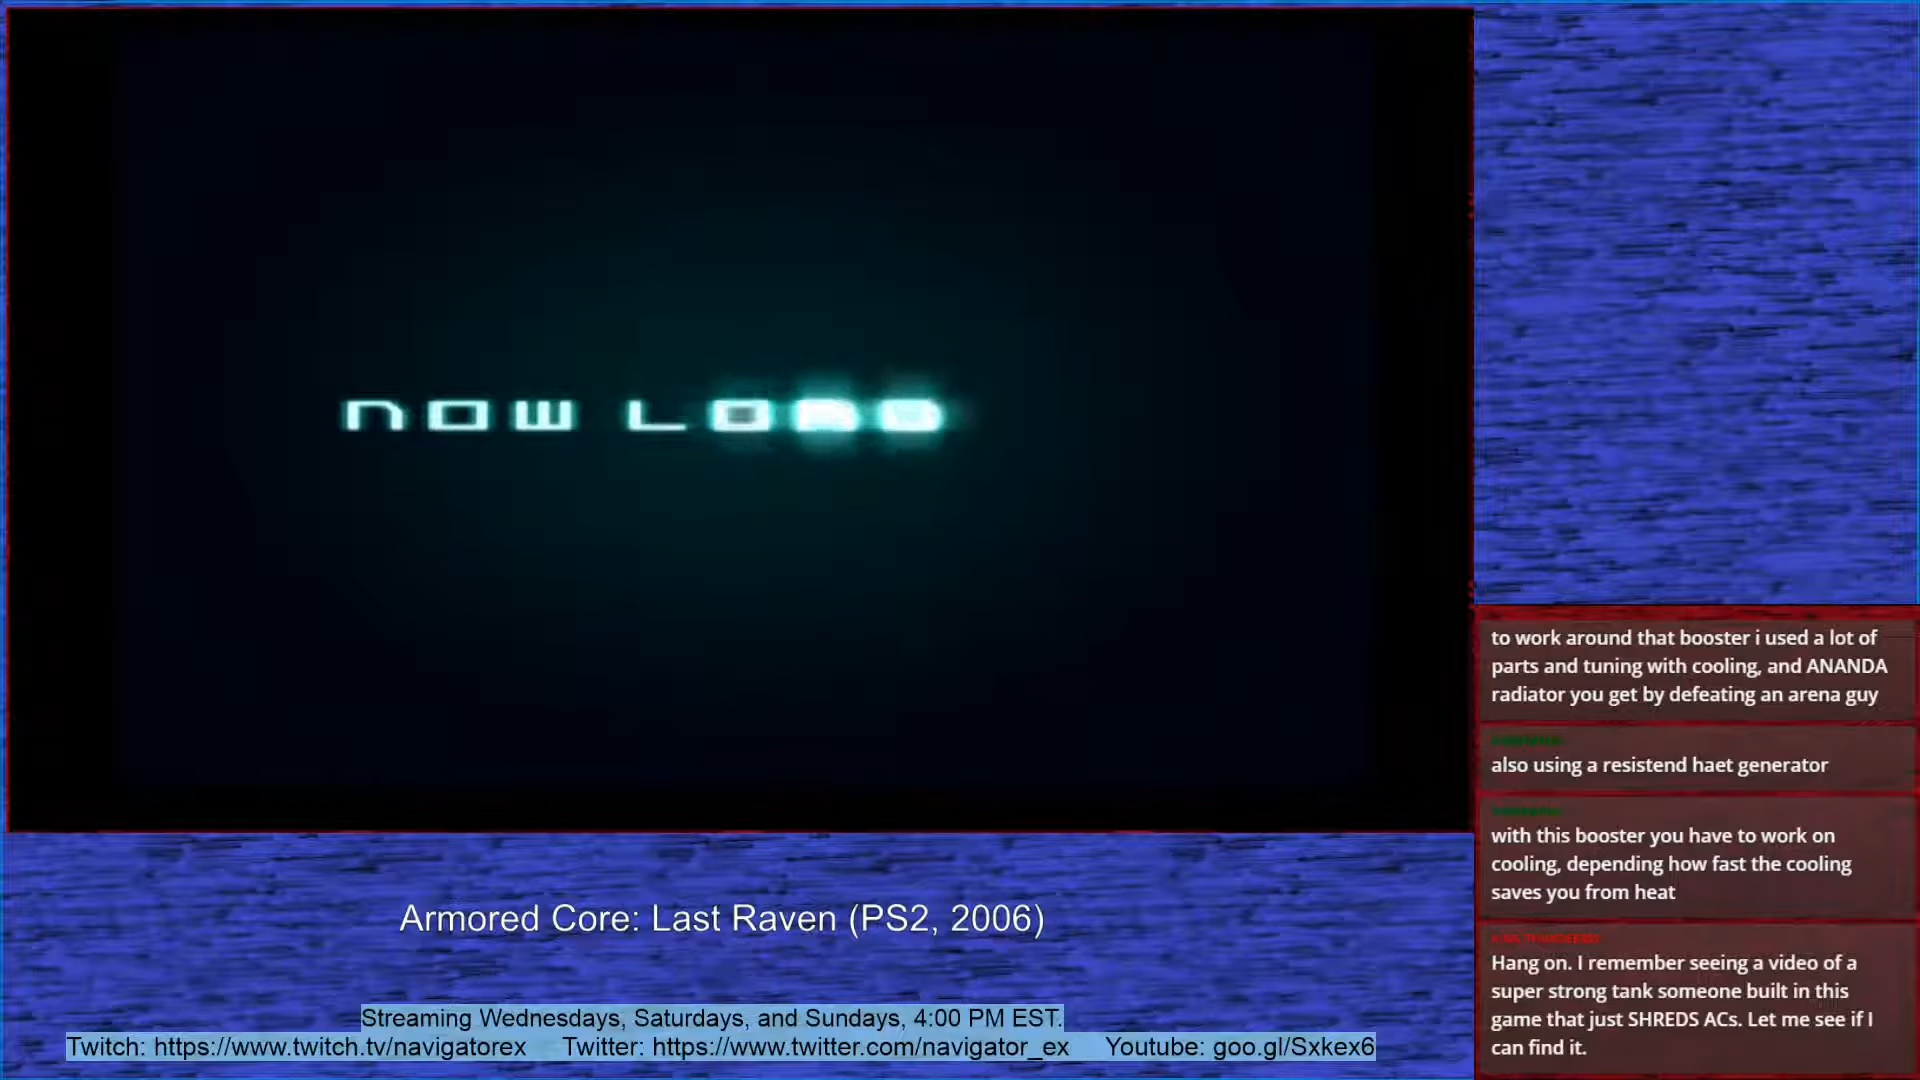 NOW LOAD
to work around that booster i used a lot of
parts and tuning with cooling, and ANANDA
radiator you get by defeating an arena guy
also using a resistend haet generator
with this booster you have to work on
cooling, depending how fast the cooling
saves you from heat
Hang on. I remember seeing a video of a
super strong tank someone built in this
game that just SHREDS ACs. Let me see if I
can find it.
Armored Core: Last Raven (PS2, 2006)
Streaming Wednesdays, Saturdays, and Sundays, 4:00 PM EST.
Twitch: https://www.twitch.tv/navigatorex Twitter: https://www.twitter.com/navigator_ex Youtube: goo.gl/Sxkex6